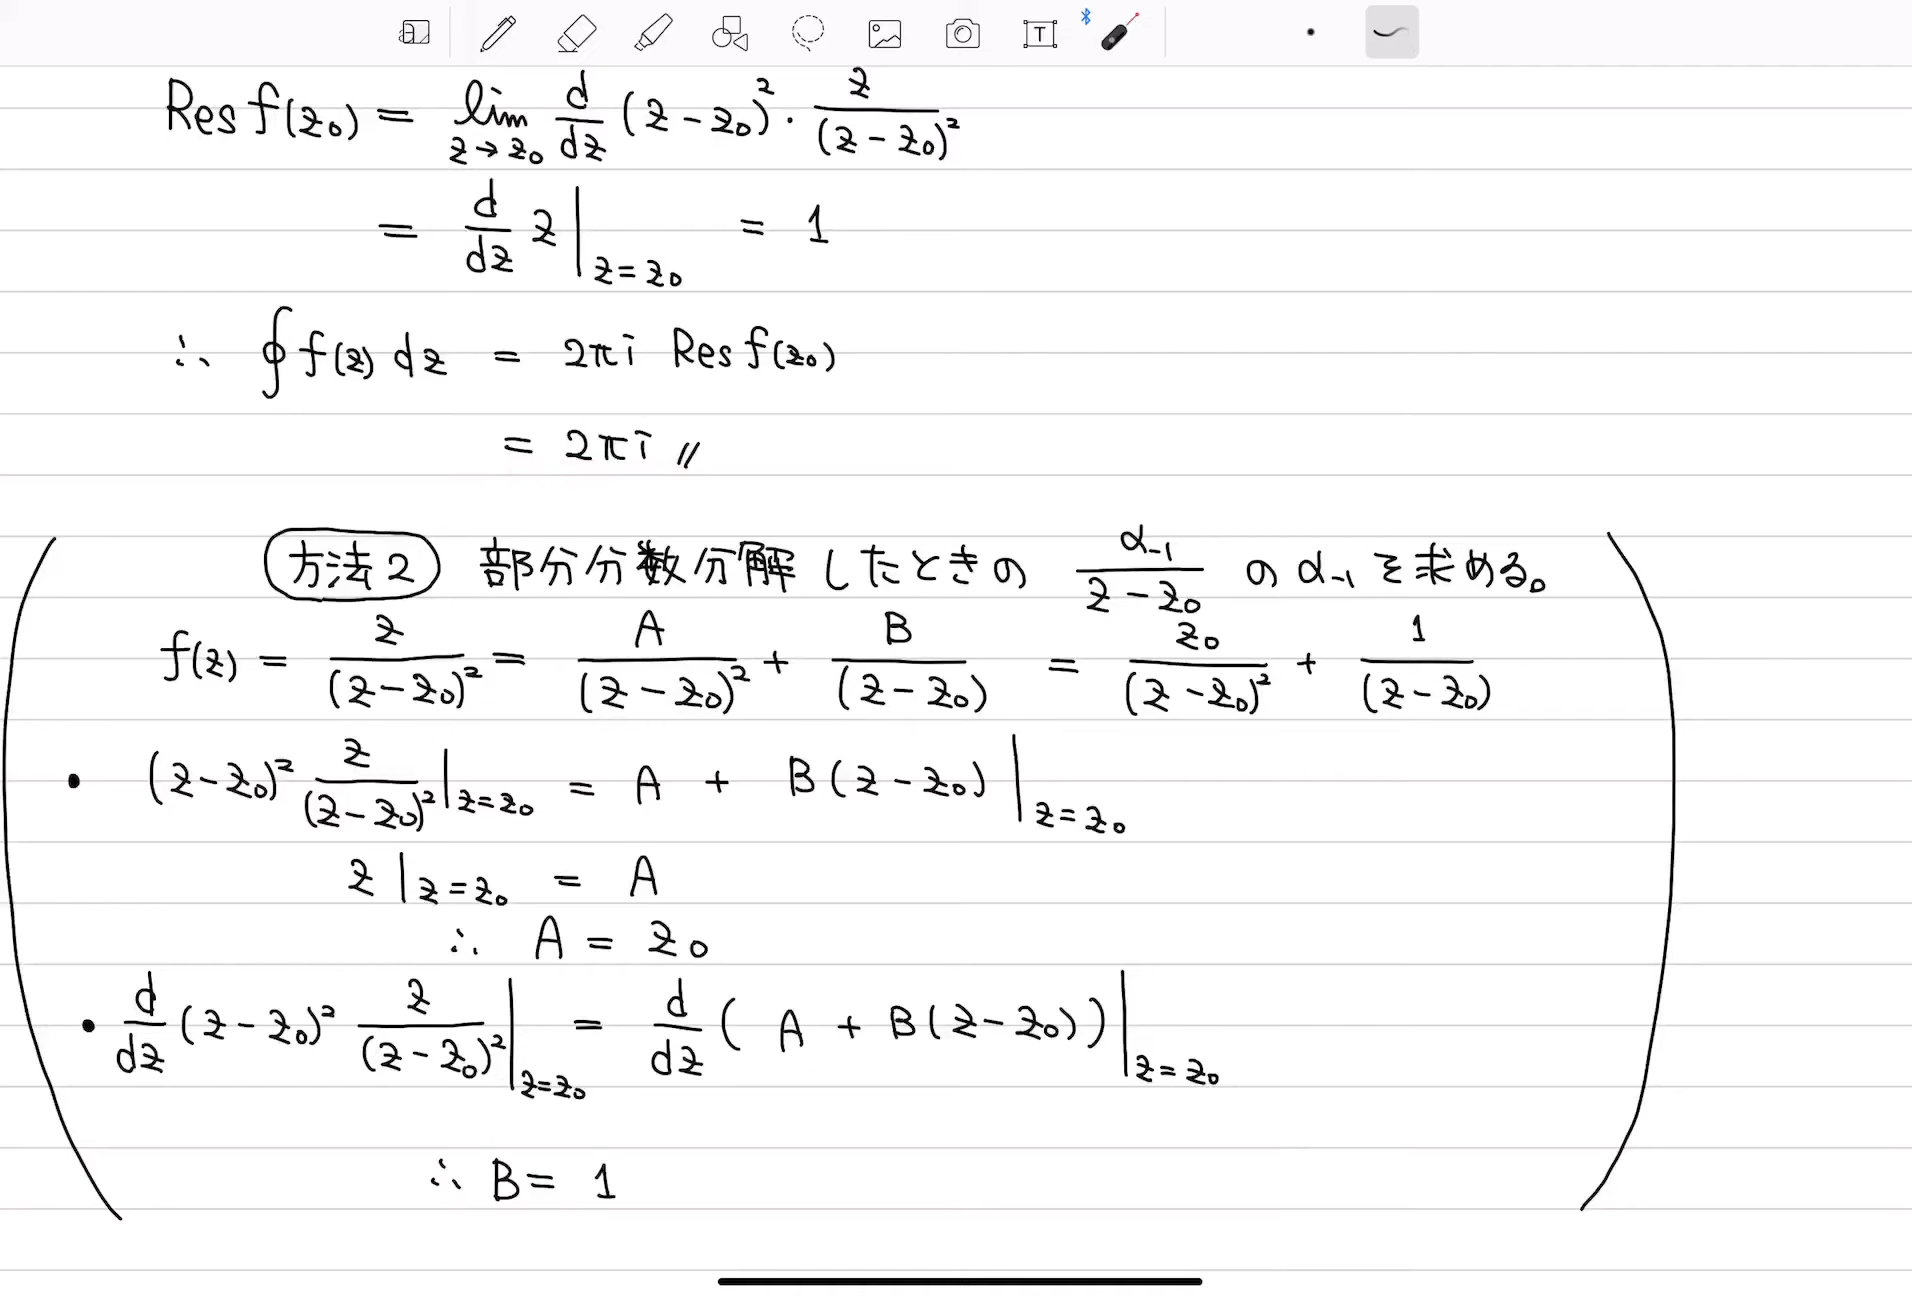 Res f(z₀) = lim_{z→z₀} d/dz (z-z₀)² · z/(z-z₀)²
= d/dz z |_{z=z₀} = 1
∴ ∮ f(z) dz = 2πi Res f(z₀)
= 2πi //
方法2 部分分数分解したときの α₋₁/(z-z₀) の α₋₁ を求める。
f(z) = z/(z-z₀)² = A/(z-z₀)² + B/(z-z₀) = z₀/(z-z₀)² + 1/(z-z₀)
• (z-z₀)² z/(z-z₀)² |_{z=z₀} = A + B(z-z₀) |_{z=z₀}
z |_{z=z₀} = A
∴ A = z₀
• d/dz (z-z₀)² z/(z-z₀)² |_{z=z₀} = d/dz ( A + B(z-z₀)) |_{z=z₀}
∴ B = 1